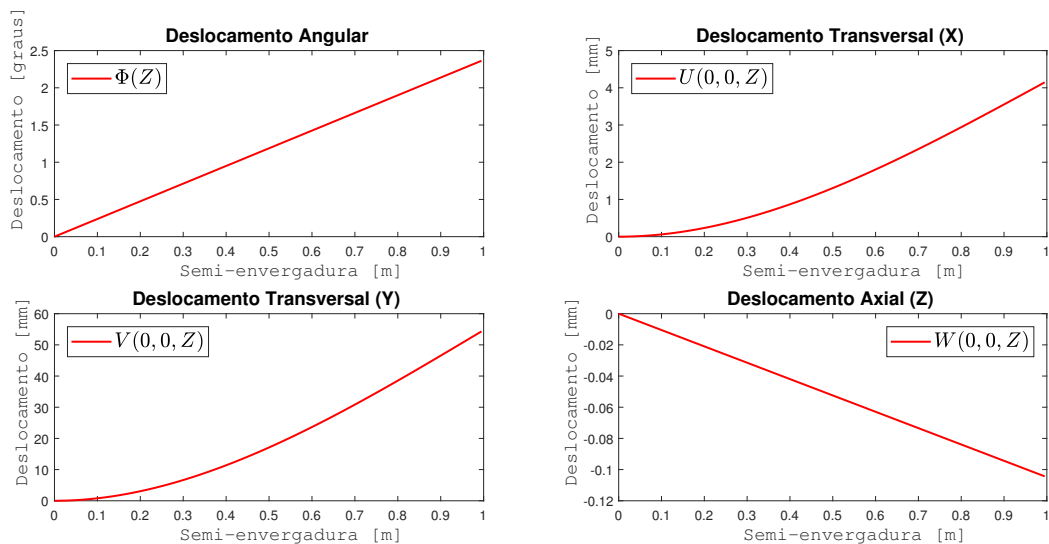 Deslocamento Angular
Deslocamento [graus]
2.5
2
1.5
1
0.5
0
Φ(Z)
0 0.1 0.2 0.3 0.4 0.5 0.6 0.7 0.8 0.9 1
Semi-envergadura [m]
Deslocamento Transversal (X)
Deslocamento [mm]
5
4
3
2
1
0
U(0, 0, Z)
0 0.1 0.2 0.3 0.4 0.5 0.6 0.7 0.8 0.9 1
Semi-envergadura [m]
Deslocamento Transversal (Y)
Deslocamento [mm]
60
50
40
30
20
10
0
V(0, 0, Z)
0 0.1 0.2 0.3 0.4 0.5 0.6 0.7 0.8 0.9 1
Semi-envergadura [m]
Deslocamento Axial (Z)
Deslocamento [mm]
0
-0.02
-0.04
-0.06
-0.08
-0.1
-0.12
W(0, 0, Z)
0 0.1 0.2 0.3 0.4 0.5 0.6 0.7 0.8 0.9 1
Semi-envergadura [m]